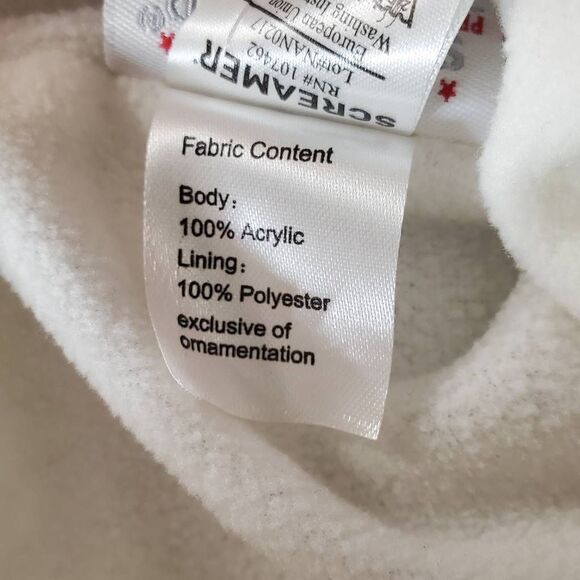 SCREAMER
RN# 107462
Lot#NAN0217
European Union
Washing Inst
Fabric Content
Body:
100% Acrylic
Lining:
100% Polyester
exclusive of
ornamentation